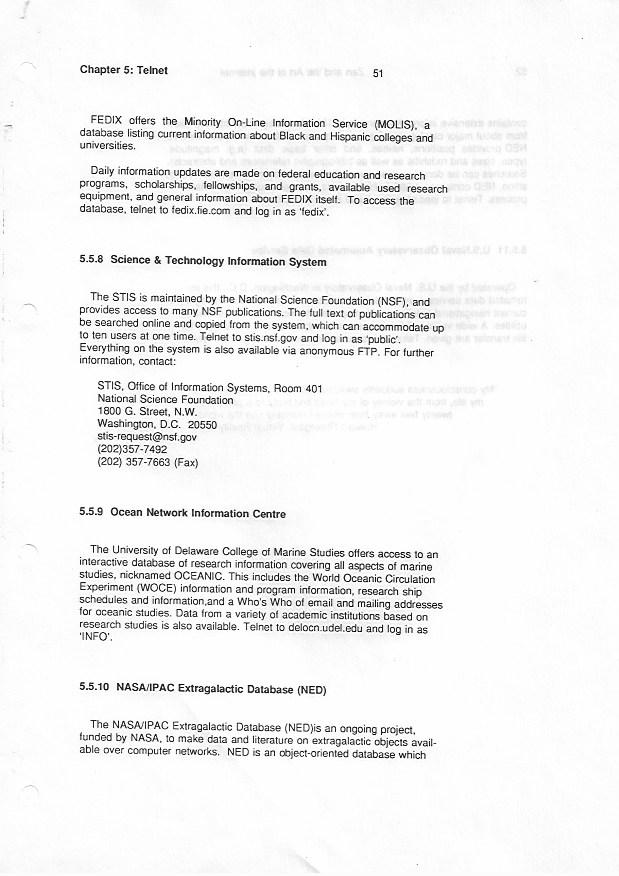 Chapter 5: Telnet 51
FEDIX offers the Minority On-Line Information Service (MOLIS), a
database listing current information about Black and Hispanic colleges and
universities.
Daily information updates are made on federal education and research
programs, scholarships, fellowships, and grants, available used research
equipment, and general information about FEDIX itself. To access the
database, telnet to fedix.fie.com and log in as 'fedix'.
5.5.8 Science & Technology Information System
The STIS is maintained by the National Science Foundation (NSF), and
provides access to many NSF publications. The full text of publications can
be searched online and copied from the system, which can accommodate up
to ten users at one time. Telnet to stis.nsf.gov and log in as 'public'.
Everything on the system is also available via anonymous FTP. For further
information, contact:
STIS, Office of Information Systems, Room 401
National Science Foundation
1800 G. Street, N.W.
Washington, D.C. 20550
stis-request@nsf.gov
(202)357-7492
(202) 357-7663 (Fax)
5.5.9 Ocean Network Information Centre
The University of Delaware College of Marine Studies offers access to an
interactive database of research information covering all aspects of marine
studies, nicknamed OCEANIC. This includes the World Oceanic Circulation
Experiment (WOCE) information and program information, research ship
schedules and information,and a Who's Who of email and mailing addresses
for oceanic studies. Data from a variety of academic institutions based on
research studies is also available. Telnet to delocn.udel.edu and log in as
'INFO'.
5.5.10 NASA/IPAC Extragalactic Database (NED)
The NASA/IPAC Extragalactic Database (NED)is an ongoing project,
funded by NASA, to make data and literature on extragalactic objects avail-
able over computer networks. NED is an object-oriented database which